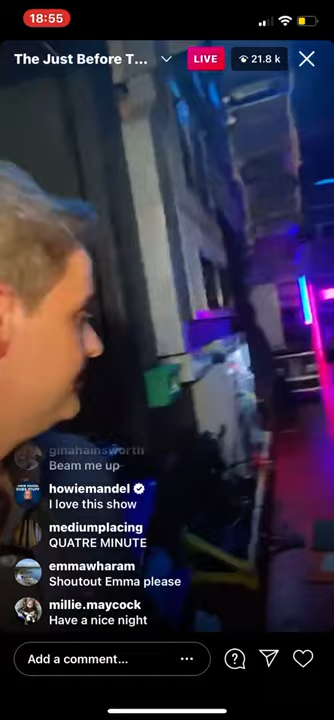 18:55
The Just Before T...
LIVE
21.8 k
ginahainsworth
Beam me up
howiemandel
I love this show
mediumplacing
QUATRE MINUTE
emmawharam
Shoutout Emma please
millie.maycock
Have a nice night
Add a comment...